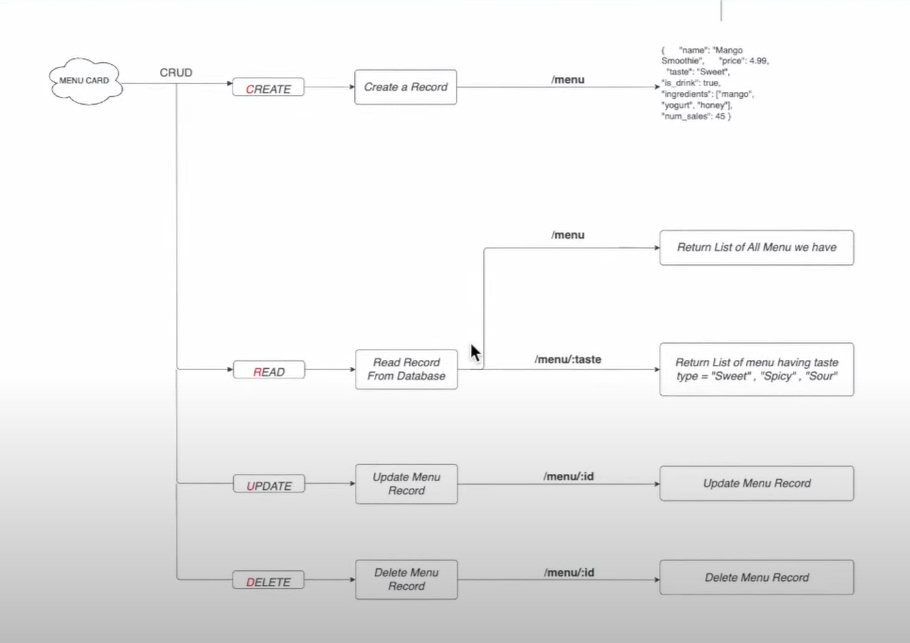 MENU CARD
CRUD
CREATE
Create a Record
/menu
{ "name": "Mango
Smoothie", "price": 4.99,
"taste": "Sweet",
"is_drink": true,
"ingredients": ["mango",
"yogurt", "honey"],
"num_sales": 45 }
/menu
Return List of All Menu we have
READ
Read Record
From Database
/menu/:taste
Return List of menu having taste
type = "Sweet" , "Spicy" , "Sour"
UPDATE
Update Menu
Record
/menu/:id
Update Menu Record
DELETE
Delete Menu
Record
/menu/:id
Delete Menu Record